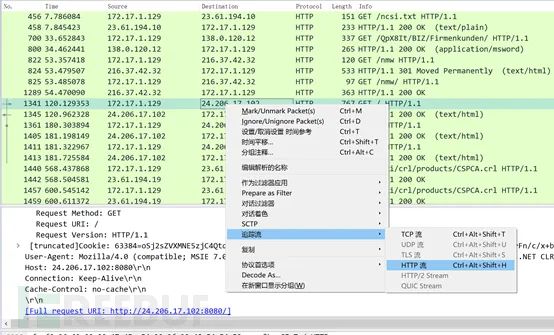 No. Time Source Destination Protocol Length Info
456 7.786084 172.17.1.129 23.61.194.10 HTTP 151 GET /ncsi.txt HTTP/1.1
458 7.845423 23.61.194.10 172.17.1.129 HTTP 233 HTTP/1.1 200 OK (text/plain)
700 33.652843 172.17.1.129 138.0.120.12 HTTP 337 GET /QpX8It/BIZ/Firmenkunden/ HTTP/1.1
800 34.462441 138.0.120.12 172.17.1.129 HTTP 265 HTTP/1.1 200 OK (application/msword)
822 53.357418 172.17.1.129 216.37.42.32 HTTP 120 GET /nmw HTTP/1.1
824 53.479507 216.37.42.32 172.17.1.129 HTTP 533 HTTP/1.1 301 Moved Permanently (text/html)
825 53.485078 172.17.1.129 216.37.42.32 HTTP 97 GET /nmw/ HTTP/1.1
1289 54.470090 216.37.42.32 172.17.1.129 HTTP 363 HTTP/1.1 200 OK
1341 120.129353 172.17.1.129 24.206.17.102 HTTP 767 GET / HTTP/1.1
1345 120.962328 24.206.17.102 172.17. OK (text/html)
1361 180.303894 172.17.1.129 24.206. /1.1
1405 181.198149 24.206.17.102 172.17. OK (text/html)
1411 181.322967 172.17.1.129 24.206. /1.1
1429 181.725584 24.206.17.102 172.17. OK (text/html)
1440 568.437868 172.17.1.129 23.61. i/crl/products/CSPCA.crl HTTP/1.1
1442 568.504581 23.61.194.19 172.17. OK
1457 600.545142 172.17.1.129 23.61. i/crl/products/CSPCA.crl HTTP/1.1
1459 600.564511 23.61.194.19 172.17. OK
Mark/Unmark Packet(s) Ctrl+M
Ignore/Unignore Packet(s) Ctrl+D
设置/取消设置 时间参考 Ctrl+T
时间平移... Ctrl+Shift+T
分组注释... Ctrl+Alt+C
编辑解析的名称
作为过滤器应用
Prepare as Filter
对话过滤器
对话着色
SCTP
追踪流
复制
协议首选项
Decode As...
在新窗口显示分组(W)
TCP 流 Ctrl+Alt+Shift+T
UDP 流 Ctrl+Alt+Shift+U
TLS 流 Ctrl+Alt+Shift+S
HTTP 流 Ctrl+Alt+Shift+H
HTTP/2 Stream
QUIC Stream
Request Method: GET
Request URI: /
Request Version: HTTP/1.1
[truncated]Cookie: 63384=oSj2sZVXMNE5zjC4Qtc
User-Agent: Mozilla/4.0 (compatible; MSIE 7.0
.NET CLR
Host: 24.206.17.102:8080\r\n
Connection: Keep-Alive\r\n
Cache-Control: no-cache\r\n
\r\n
[Full request URI: http://24.206.17.102:8080/]
FREEBUF